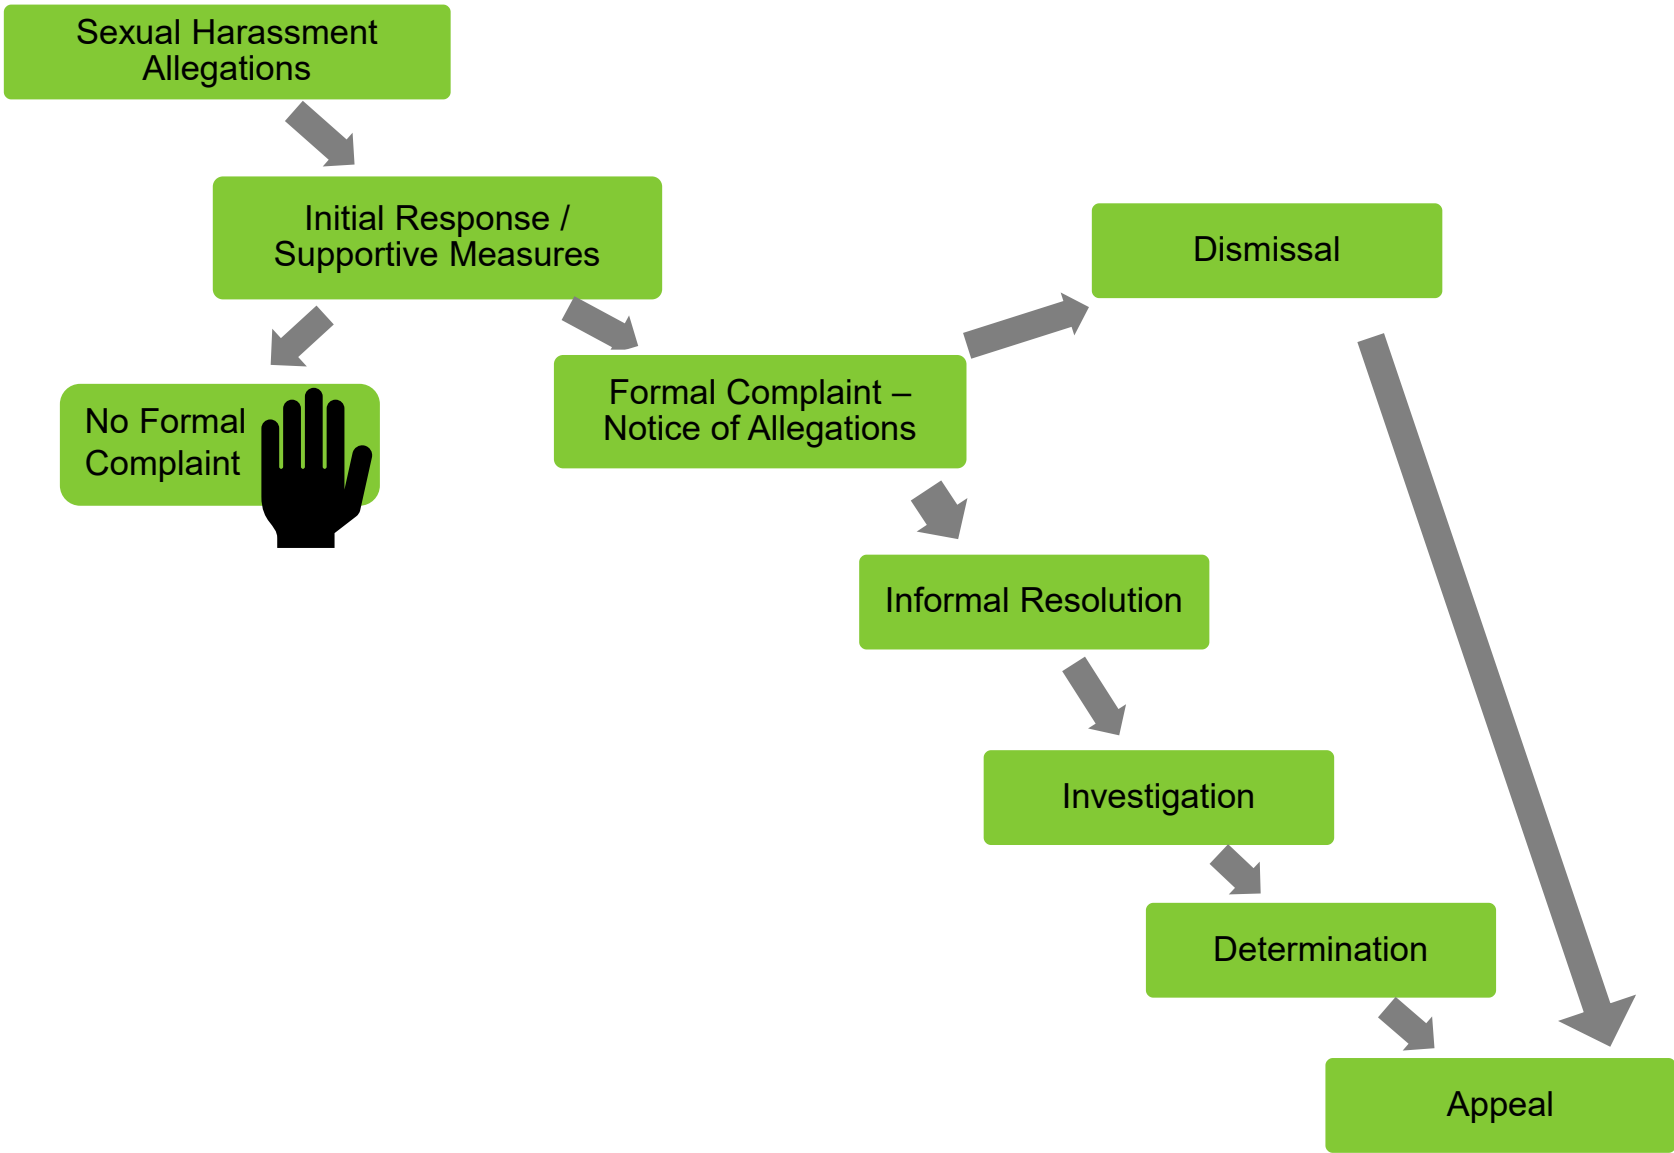 Sexual Harassment
Allegations
Initial Response /
Supportive Measures
Dismissal
No Formal
Complaint
Formal Complaint –
Notice of Allegations
Informal Resolution
Investigation
Determination
Appeal